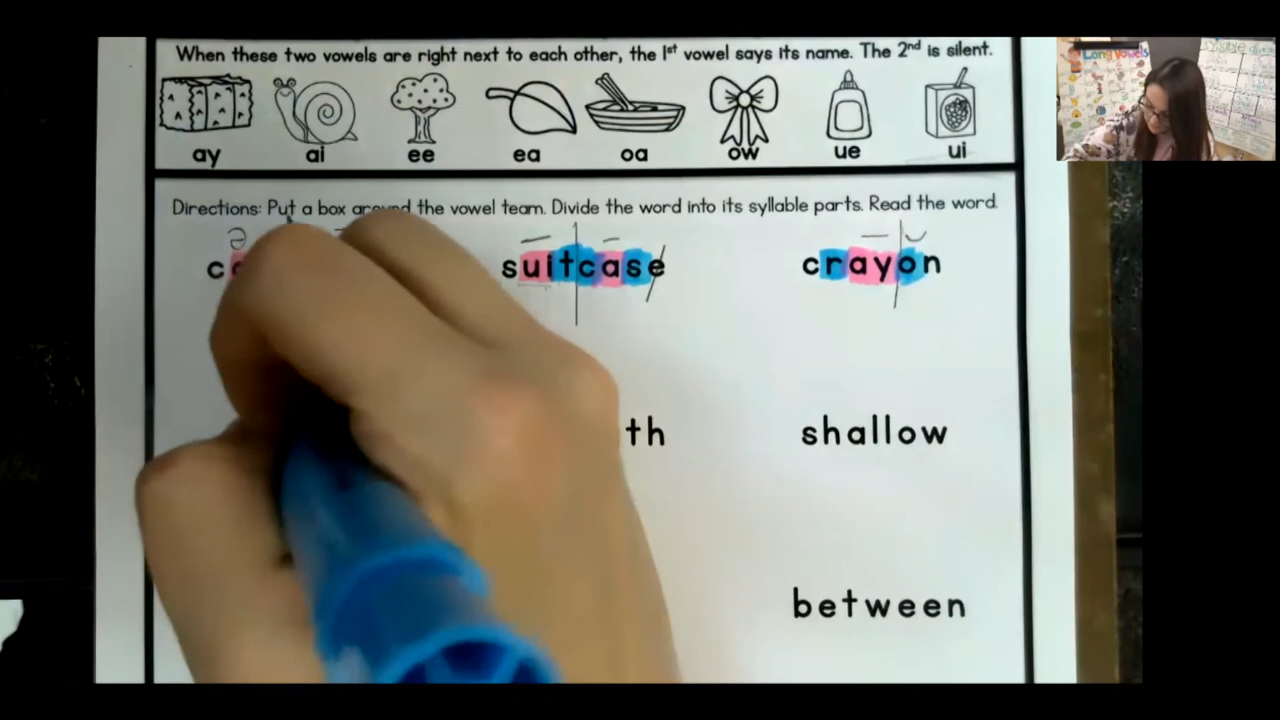 When these two vowels are right next to each other, the 1st vowel says its name. The 2nd is silent.
Long Vowels
ay ai ee ea oa ow ue ui
Directions: Put a box around the vowel team. Divide the word into its syllable parts. Read the word.
suitcase crayon
th shallow
between